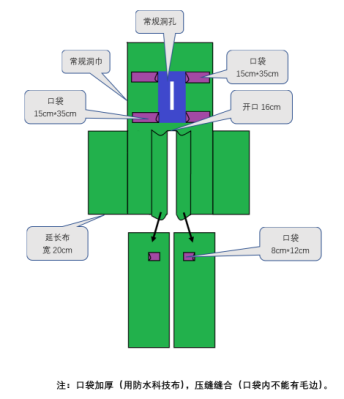 常规洞孔
常规洞巾
口袋
15cm*35cm
口袋
15cm*35cm
开口 16cm
延长布
宽 20cm
口袋
8cm*12cm
注：口袋加厚（用防水科技布），压缝缝合（口袋内不能有毛边）。